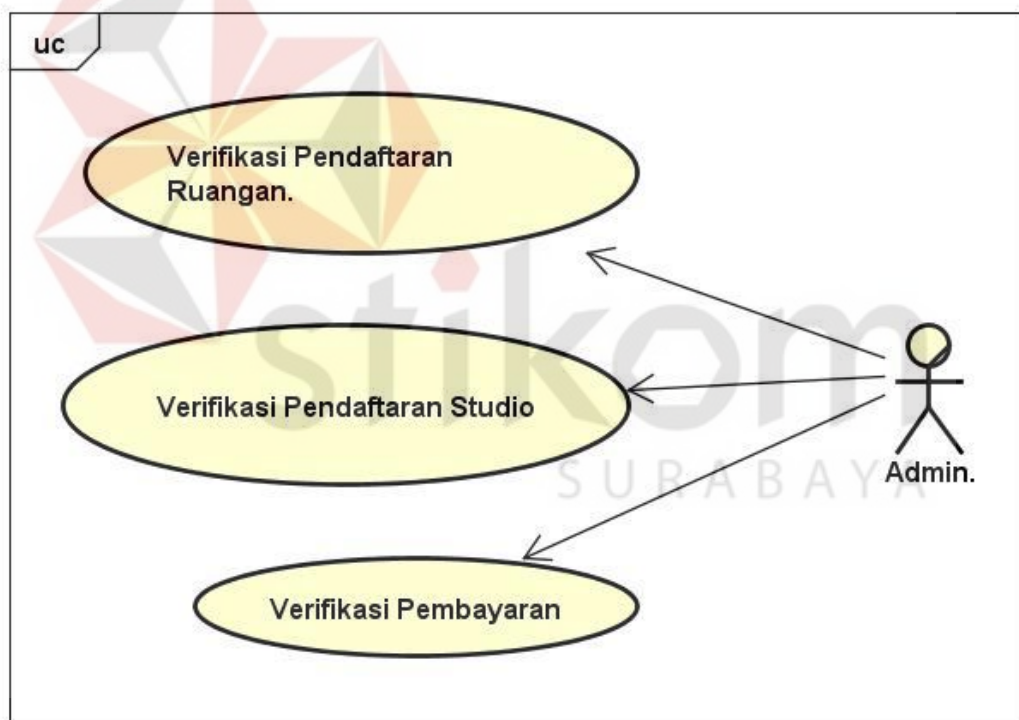 uc
Verifikasi Pendaftaran
Ruangan.
Verifikasi Pendaftaran Studio
Admin.
Verifikasi Pembayaran
stikom
SURABAYA